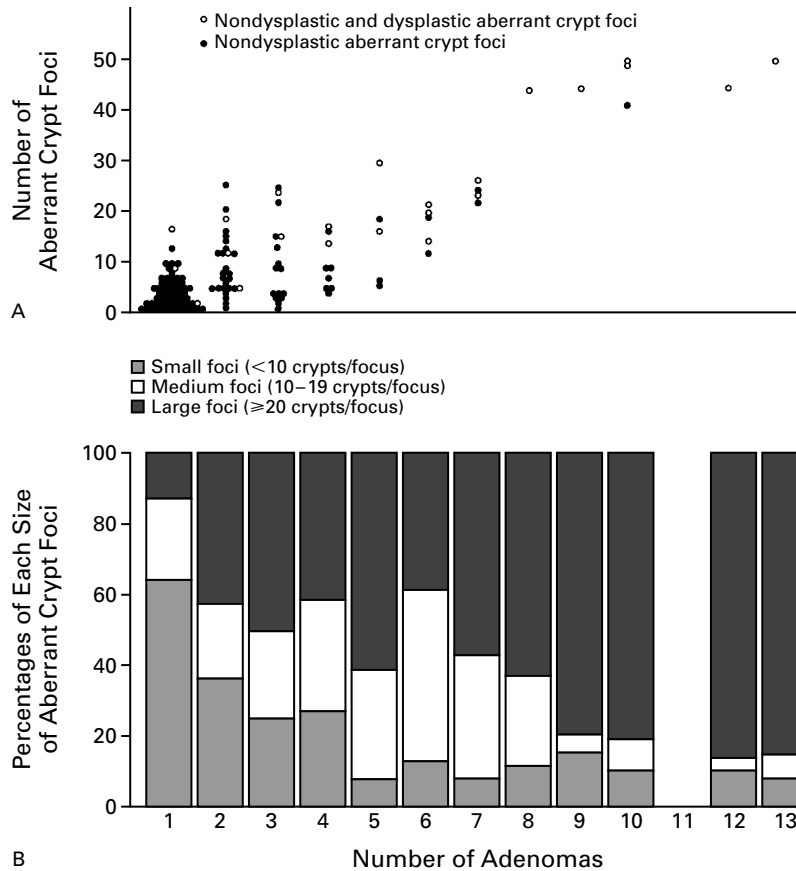 Nondysplastic and dysplastic aberrant crypt foci
Nondysplastic aberrant crypt foci
Number of
Aberrant Crypt Foci
50
40
30
20
10
0
A
Small foci (<10 crypts/focus)
Medium foci (10–19 crypts/focus)
Large foci (≥20 crypts/focus)
Percentages of Each Size
of Aberrant Crypt Foci
100
80
60
40
20
0
1 2 3 4 5 6 7 8 9 10 11 12 13
B
Number of Adenomas